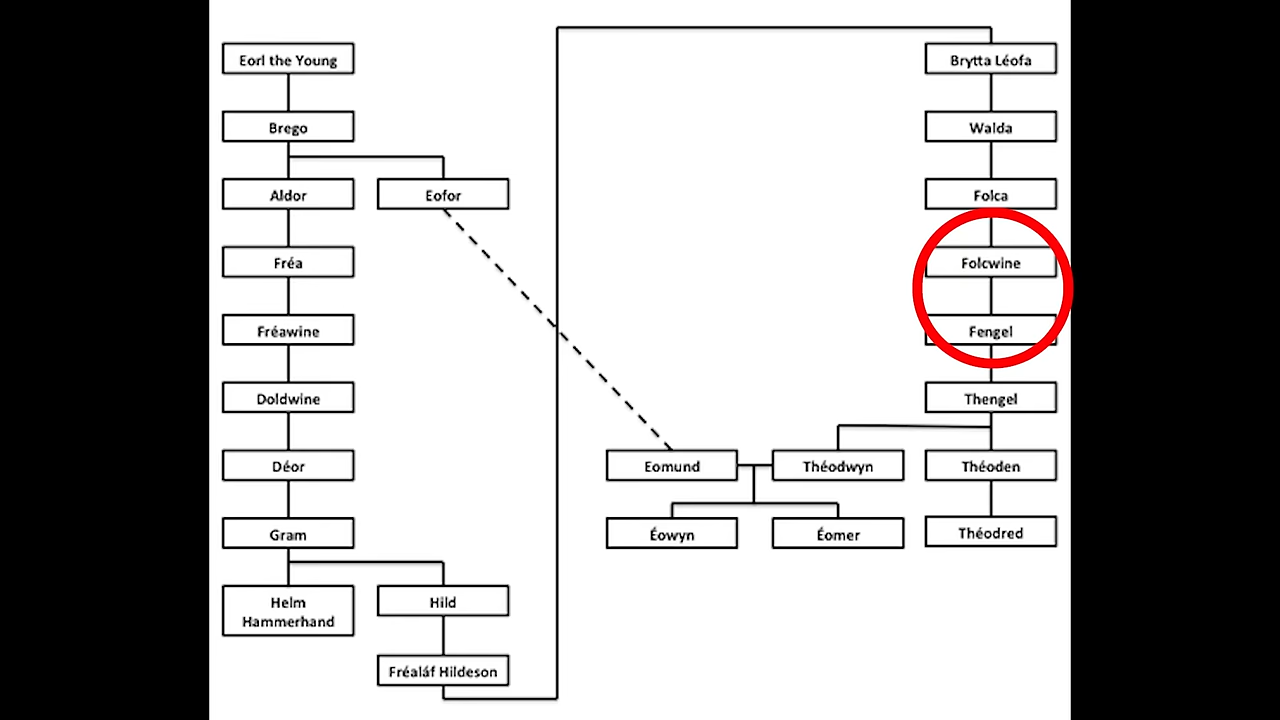 Eorl the Young
Brego
Aldor
Eofor
Fréa
Fréawine
Doldwine
Déor
Gram
Helm
Hammerhand
Hild
Fréaláf Hildeson
Brytta Léofa
Walda
Folca
Folcwine
Fengel
Thengel
Eomund
Théodwyn
Théoden
Éowyn
Éomer
Théodred